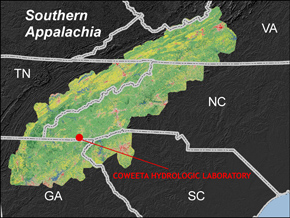 Southern
Appalachia
VA
TN
NC
COWEETA HYDROLOGIC LABORATORY
GA
SC